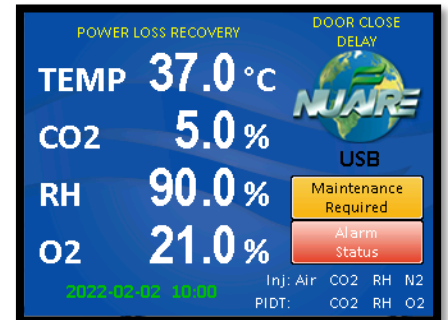 POWER LOSS RECOVERY
DOOR CLOSE
DELAY
TEMP 37.0 °C
NUAIRE
CO2 5.0 %
USB
RH 90.0 %
Maintenance
Required
O2 21.0 %
Alarm
Status
2022-02-02 10:00
Inj: Air CO2 RH N2
PIDT: CO2 RH O2